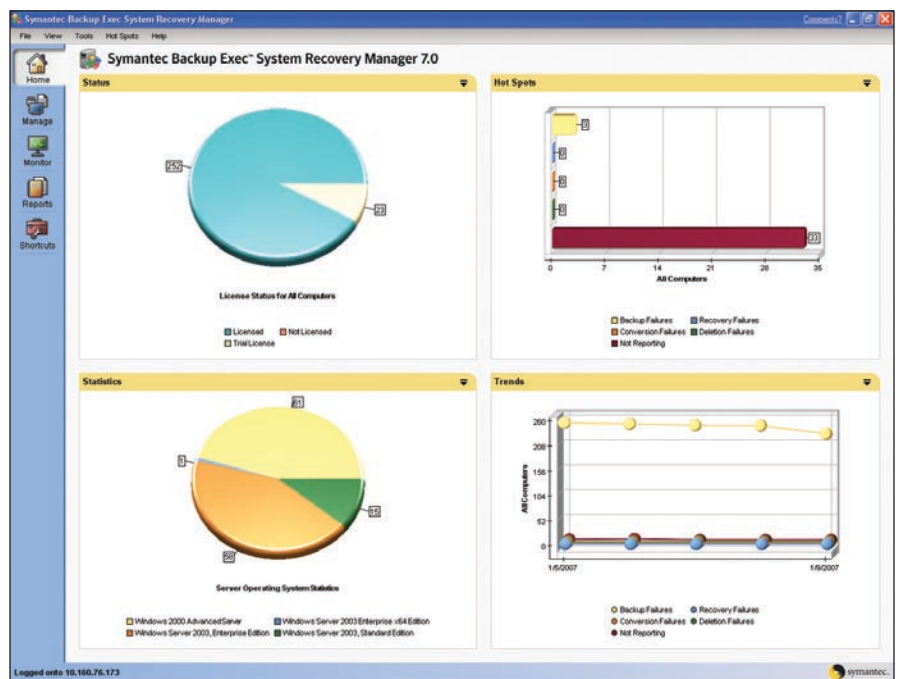 Symantec Backup Exec System Recovery Manager
Comments?
File View Tools Hot Spots Help
Symantec Backup Exec™ System Recovery Manager 7.0
Home
Manage
Monitor
Reports
Shortcuts
Status
252
23
License Status for All Computers
Licensed Not Licensed
Trial License
Hot Spots
3
0
0
0
33
0 7 14 21 28 35
All Computers
Backup Failures Recovery Failures
Conversion Failures Deletion Failures
Not Reporting
Statistics
61
1
15
50
Server Operating System Statistics
Windows 2000 Advanced Server Windows Server 2003 Enterprise x64 Edition
Windows Server 2003, Enterprise Edition Windows Server 2003, Standard Edition
Trends
260
208
156
104
52
0
All Computers
1/5/2007 1/9/2007
Backup Failures Recovery Failures
Conversion Failures Deletion Failures
Not Reporting
Logged onto 10.160.76.173
symantec.